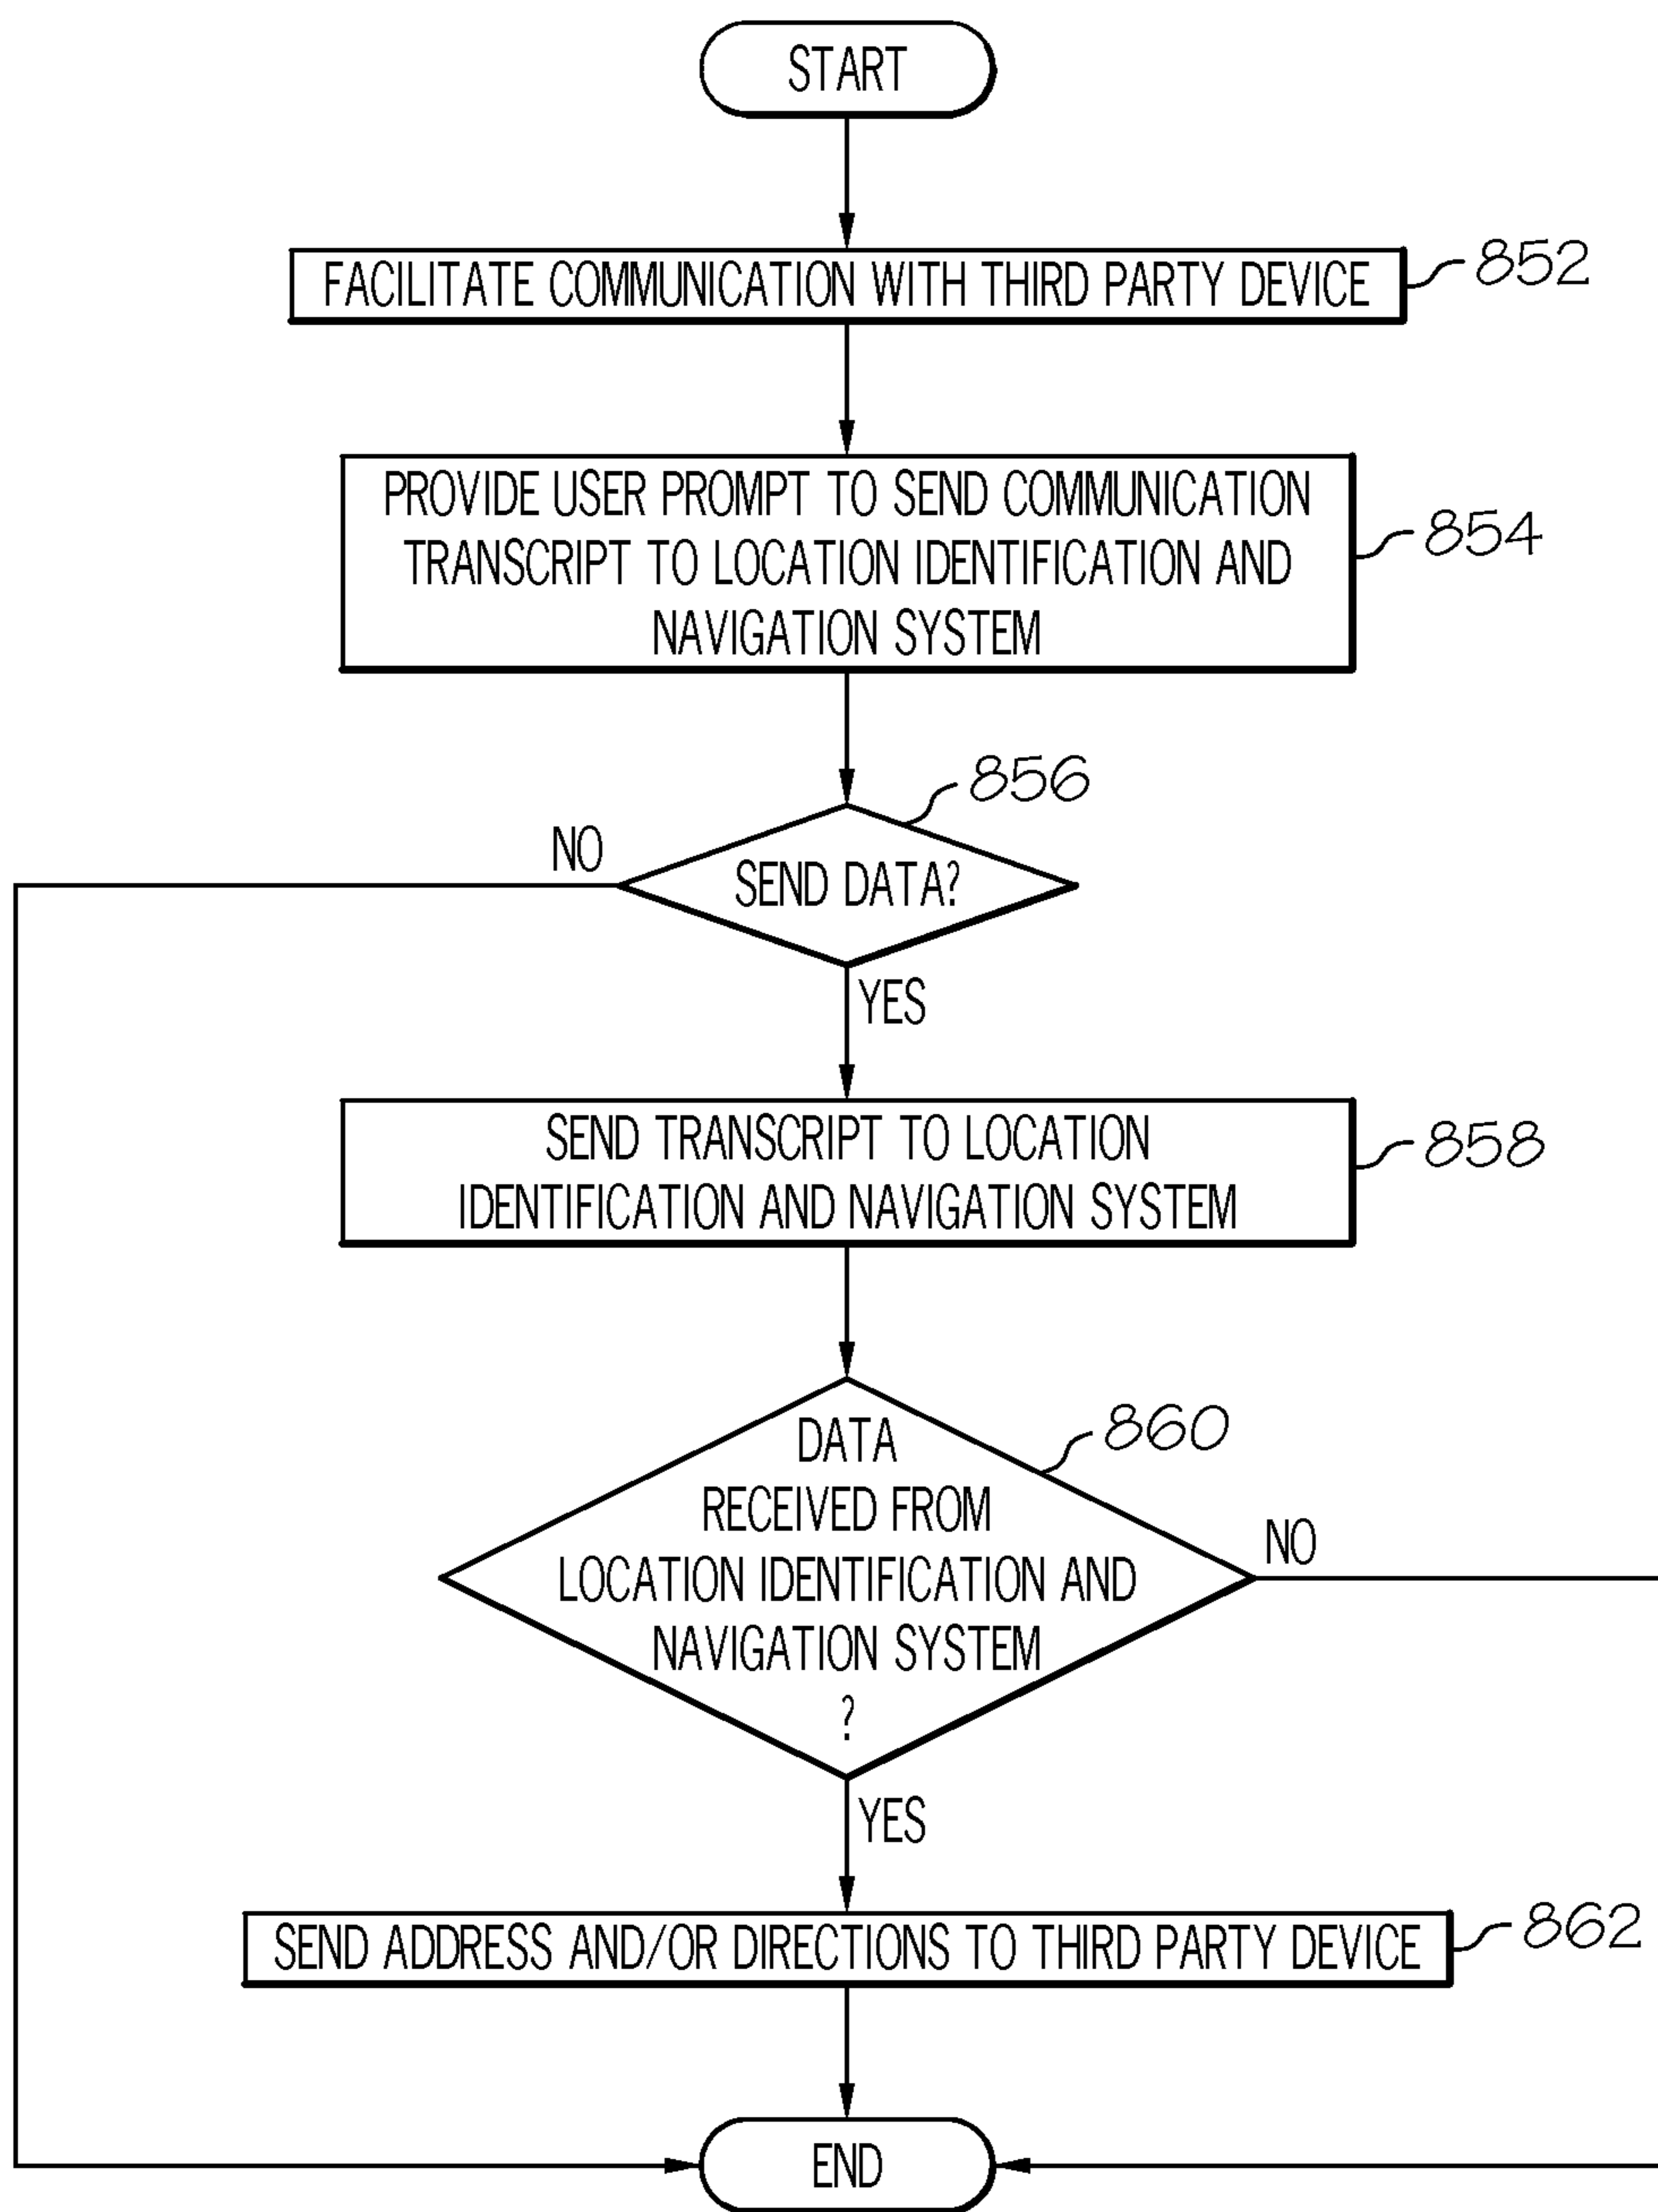 START
FACILITATE COMMUNICATION WITH THIRD PARTY DEVICE
852
PROVIDE USER PROMPT TO SEND COMMUNICATION
TRANSCRIPT TO LOCATION IDENTIFICATION AND
NAVIGATION SYSTEM
854
856
NO
SEND DATA?
YES
SEND TRANSCRIPT TO LOCATION
IDENTIFICATION AND NAVIGATION SYSTEM
858
860
DATA
RECEIVED FROM
LOCATION IDENTIFICATION AND
NAVIGATION SYSTEM
?
NO
YES
SEND ADDRESS AND/OR DIRECTIONS TO THIRD PARTY DEVICE
862
END